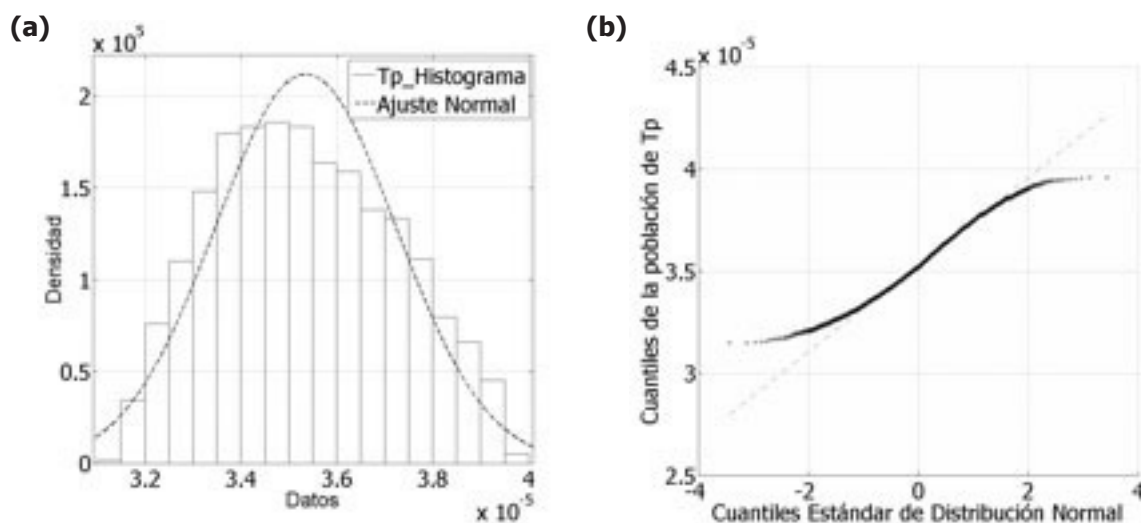 (a)
x 10^5
Tp_Histograma
Ajuste Normal
2
1.5
1
0.5
0
Densidad
3.2
3.4
3.6
3.8
4
Datos
x 10^-5
(b)
x 10^-5
4.5
4
3.5
3
2.5
Cuantiles de la población de Tp
-4
-2
0
2
4
Cuantiles Estándar de Distribución Normal